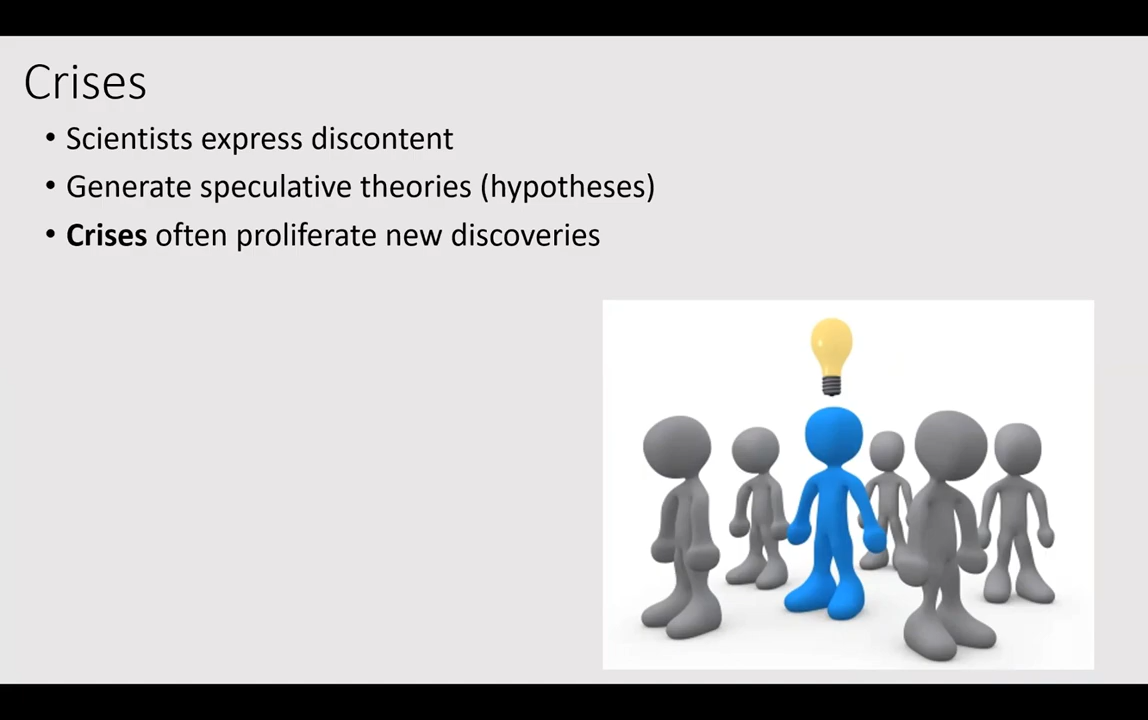 Crises
• Scientists express discontent
• Generate speculative theories (hypotheses)
• Crises often proliferate new discoveries